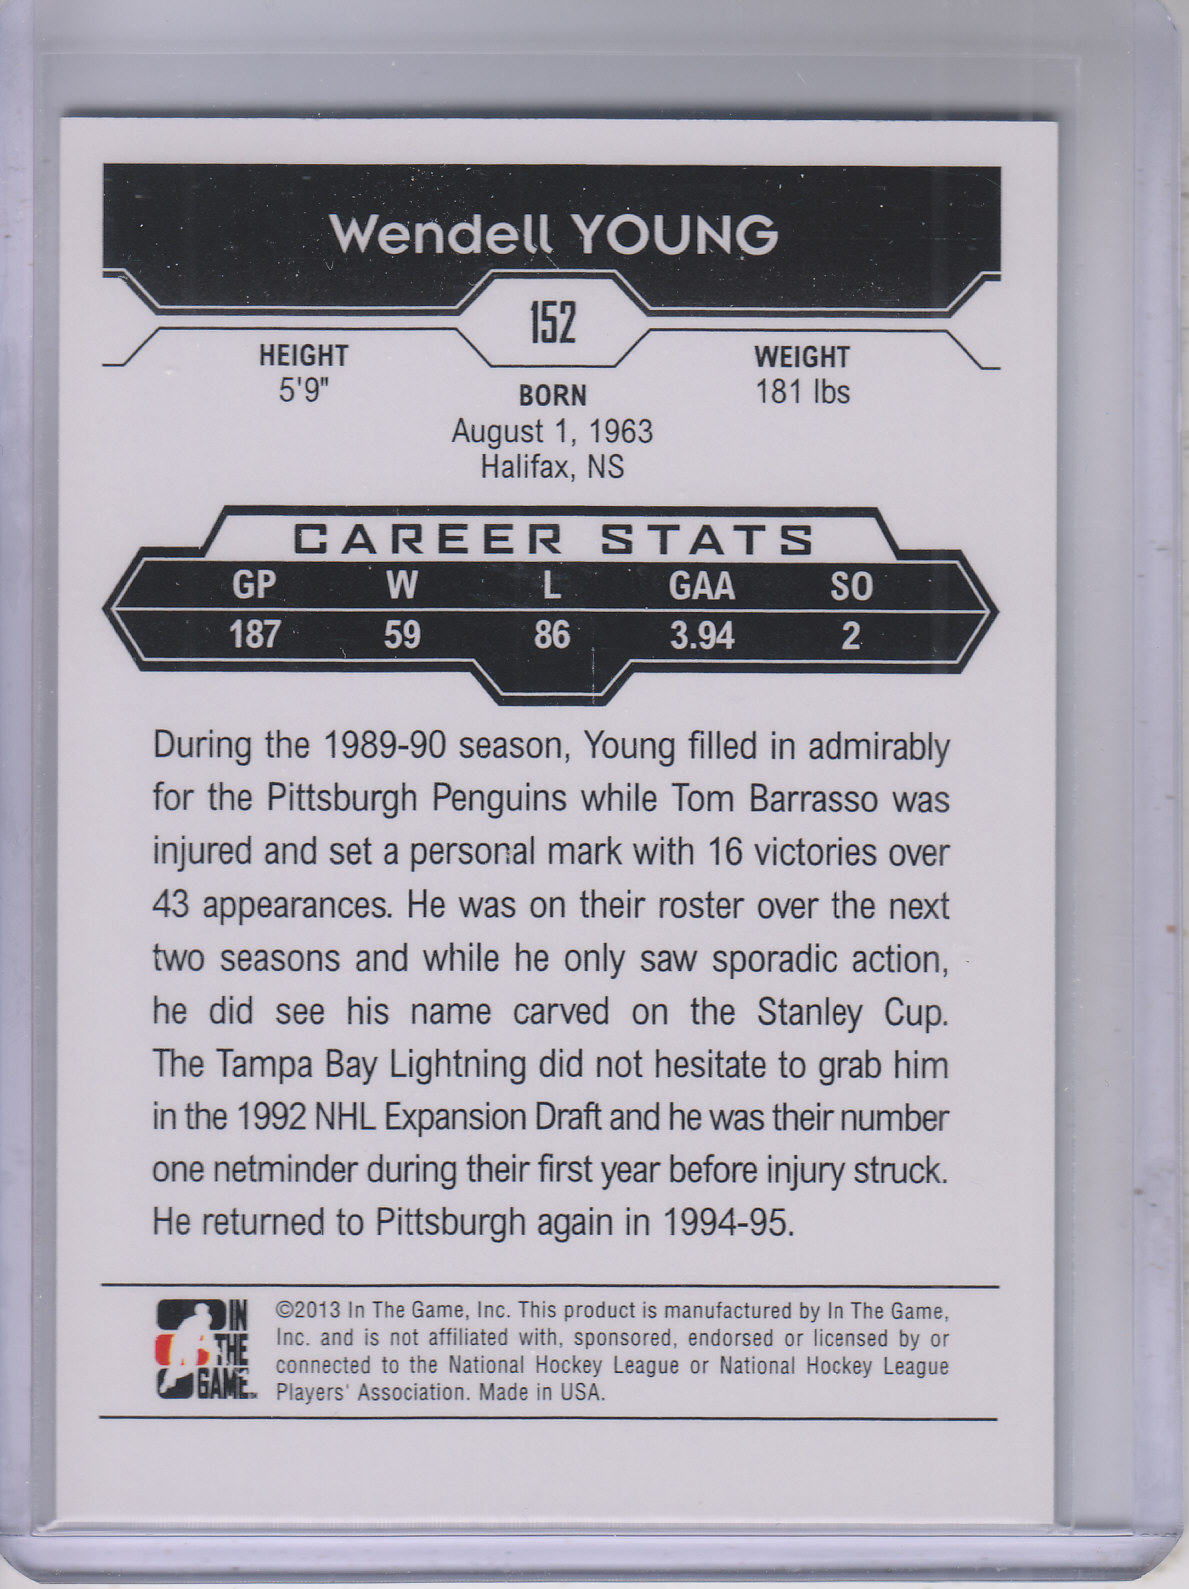 Wendell YOUNG
152
HEIGHT
5'9"
WEIGHT
181 lbs
BORN
August 1, 1963
Halifax, NS
CAREER STATS
GP W L GAA SO
187 59 86 3.94 2
During the 1989-90 season, Young filled in admirably
for the Pittsburgh Penguins while Tom Barrasso was
injured and set a personal mark with 16 victories over
43 appearances. He was on their roster over the next
two seasons and while he only saw sporadic action,
he did see his name carved on the Stanley Cup.
The Tampa Bay Lightning did not hesitate to grab him
in the 1992 NHL Expansion Draft and he was their number
one netminder during their first year before injury struck.
He returned to Pittsburgh again in 1994-95.
IN
THE
GAME
©2013 In The Game, Inc. This product is manufactured by In The Game,
Inc. and is not affiliated with, sponsored, endorsed or licensed by or
connected to the National Hockey League or National Hockey League
Players' Association. Made in USA.